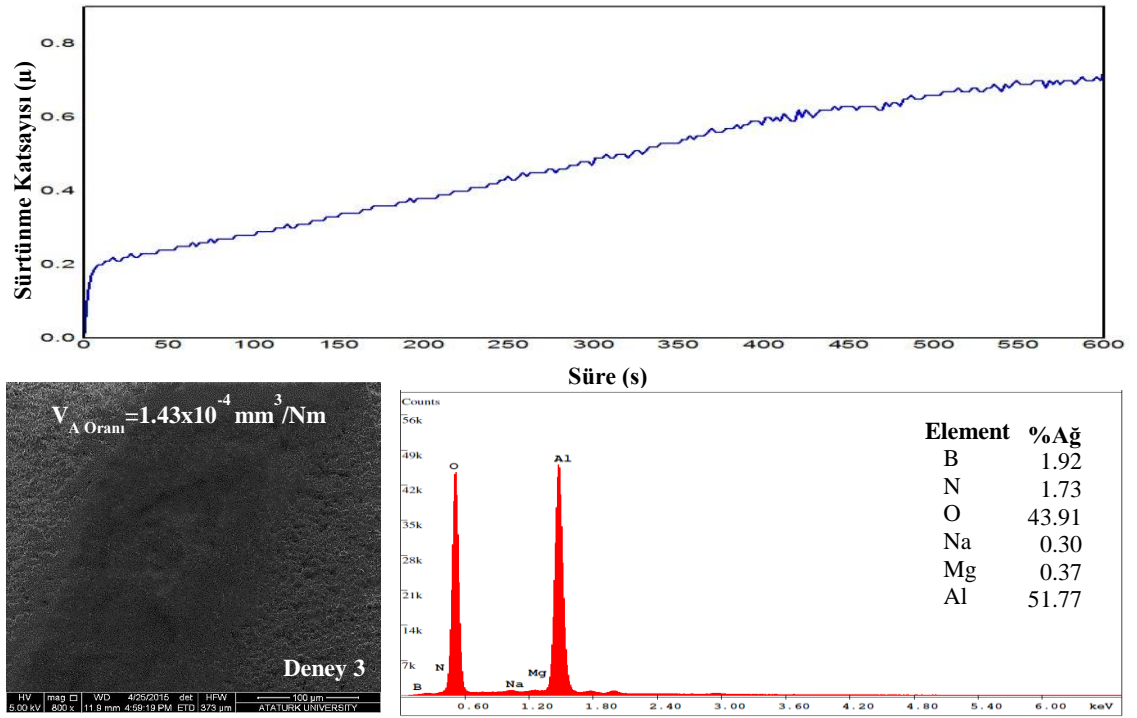 Sürtünme Katsayısı (µ)
0.8
0.6
0.4
0.2
0.0
0 50 100 150 200 250 300 350 400 450 500 550 600
Süre (s)
V A Oranı=1.43x10-4 mm3/Nm
Deney 3
HV mag WD 4/25/2015 det HFW 100 µm
5.00 kV 800 x 11.9 mm 4:59:19 PM ETD 373 µm ATATURK UNIVERSITY
Counts
56k
49k
42k
35k
28k
21k
14k
7k
B N O Na Mg Al
0.60 1.20 1.80 2.40 3.00 3.60 4.20 4.80 5.40 6.00 keV
Element %Ağ
B 1.92
N 1.73
O 43.91
Na 0.30
Mg 0.37
Al 51.77